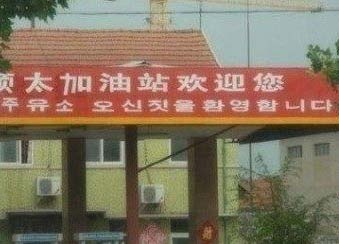 太加油站欢迎您
주유소 오신것을환영합니다